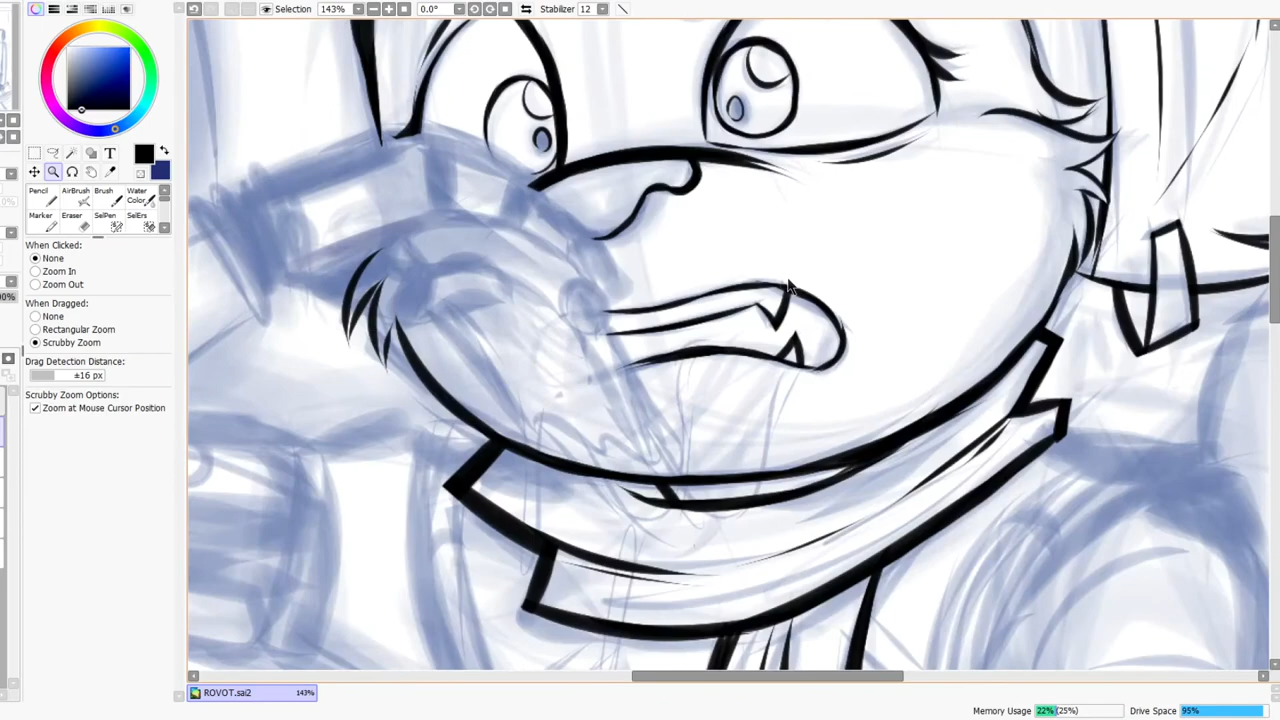 Selection 143% 0.0° Stabilizer 12
T
Pencil AirBrush Brush Water Color
Marker Eraser SelPen SelErs
When Clicked:
None
Zoom In
Zoom Out
When Dragged:
None
Rectangular Zoom
Scrubby Zoom
Drag Detection Distance:
±16 px
Scrubby Zoom Options:
Zoom at Mouse Cursor Position
ROVOT.sai2 143%
Memory Usage 22% (25%) Drive Space 95%